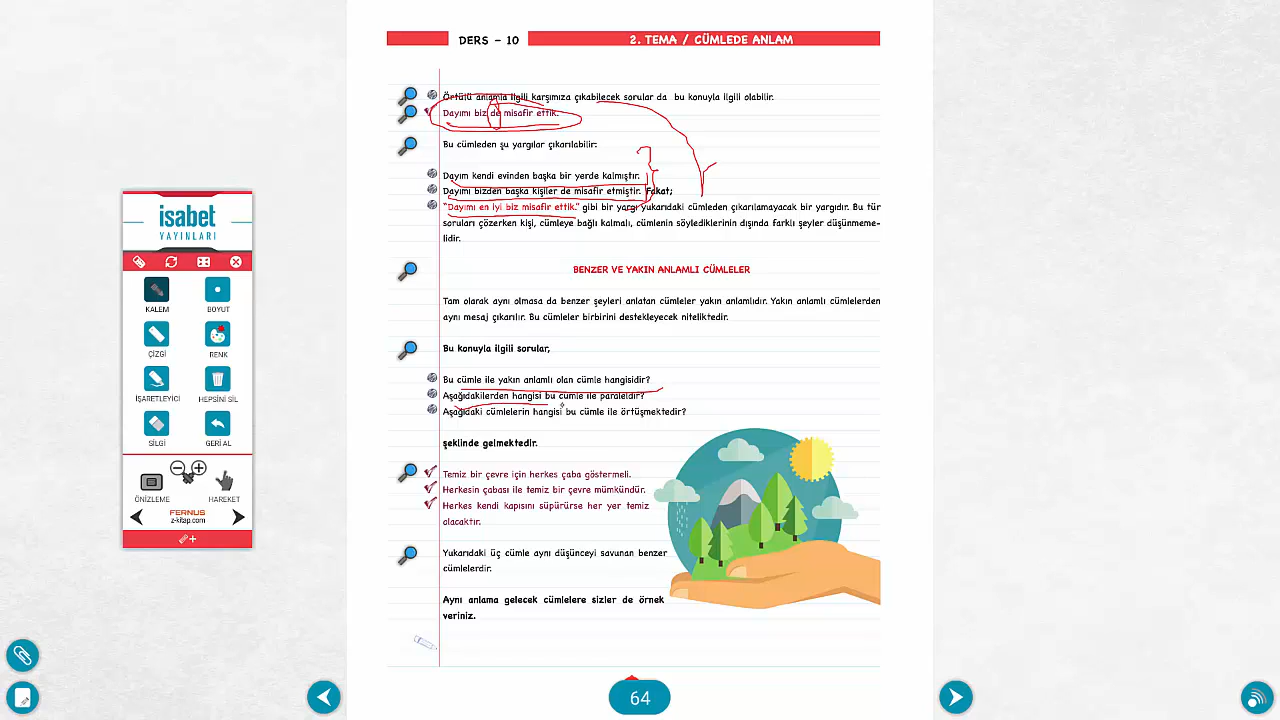 DERS - 10
2. TEMA / CÜMLEDE ANLAM
Örtülü anlamla ilgili karşımıza çıkabilecek sorular da bu konuyla ilgili olabilir.
Dayımı biz de misafir ettik.
Bu cümleden şu yargılar çıkarılabilir:
Dayım kendi evinden başka bir yerde kalmıştır.
Dayımı bizden başka kişiler de misafir etmiştir. Fakat;
"Dayımı en iyi biz misafir ettik." gibi bir yargı yukarıdaki cümleden çıkarılamayacak bir yargıdır. Bu tür
soruları çözerken kişi, cümleye bağlı kalmalı, cümlenin söylediklerinin dışında farklı şeyler düşünmeme-
lidir.
BENZER VE YAKIN ANLAMLI CÜMLELER
Tam olarak aynı olmasa da benzer şeyleri anlatan cümleler yakın anlamlıdır. Yakın anlamlı cümlelerden
aynı mesaj çıkarılır. Bu cümleler birbirini destekleyecek niteliktedir.
Bu konuyla ilgili sorular,
Bu cümle ile yakın anlamlı olan cümle hangisidir?
Aşağıdakilerden hangisi bu cümle ile paraleldir?
Aşağıdaki cümlelerin hangisi bu cümle ile örtüşmektedir?
şeklinde gelmektedir.
Temiz bir çevre için herkes çaba göstermeli.
Herkesin çabası ile temiz bir çevre mümkündür.
Herkes kendi kapısını süpürürse her yer temiz
olacaktır.
Yukarıdaki üç cümle aynı düşünceyi savunan benzer
cümlelerdir.
Aynı anlama gelecek cümlelere sizler de örnek
veriniz.
64
isabet
YAYINLARI
KALEM
BOYUT
ÇİZGİ
RENK
İŞARETLEYİCİ
HEPSİNİ SİL
SİLGİ
GERİ AL
ÖNİZLEME
HAREKET
FERNUS
z-kitap.com